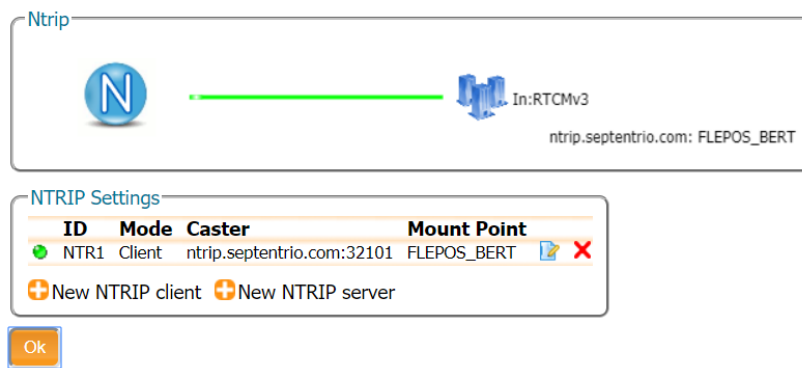 Ntrip
N
In:RTCMv3
ntrip.septentrio.com: FLEPOS_BERT
NTRIP Settings
ID Mode Caster Mount Point
NTR1 Client ntrip.septentrio.com:32101 FLEPOS_BERT
New NTRIP client New NTRIP server
Ok